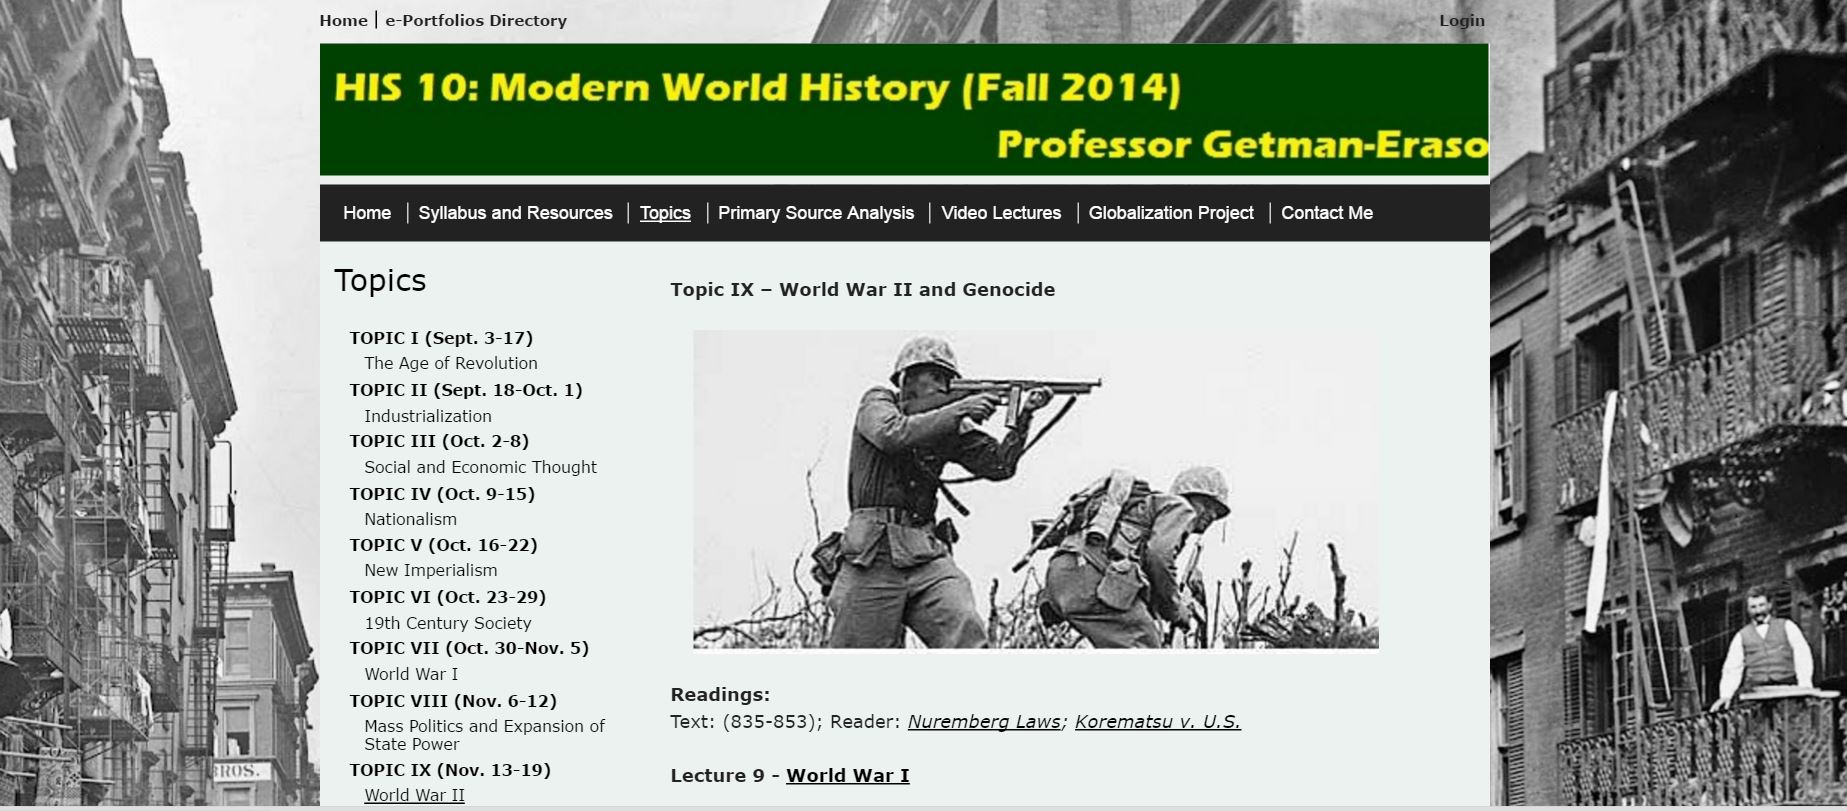 Home | e-Portfolios Directory
Login
HIS 10: Modern World History (Fall 2014)
Professor Getman-Eraso
Home | Syllabus and Resources | Topics | Primary Source Analysis | Video Lectures | Globalization Project | Contact Me
Topics
TOPIC I (Sept. 3-17)
The Age of Revolution
TOPIC II (Sept. 18-Oct. 1)
Industrialization
TOPIC III (Oct. 2-8)
Social and Economic Thought
TOPIC IV (Oct. 9-15)
Nationalism
TOPIC V (Oct. 16-22)
New Imperialism
TOPIC VI (Oct. 23-29)
19th Century Society
TOPIC VII (Oct. 30-Nov. 5)
World War I
TOPIC VIII (Nov. 6-12)
Mass Politics and Expansion of
State Power
TOPIC IX (Nov. 13-19)
World War II
Topic IX – World War II and Genocide
Readings:
Text: (835-853); Reader: Nuremberg Laws; Korematsu v. U.S.
Lecture 9 - World War I
BROS.